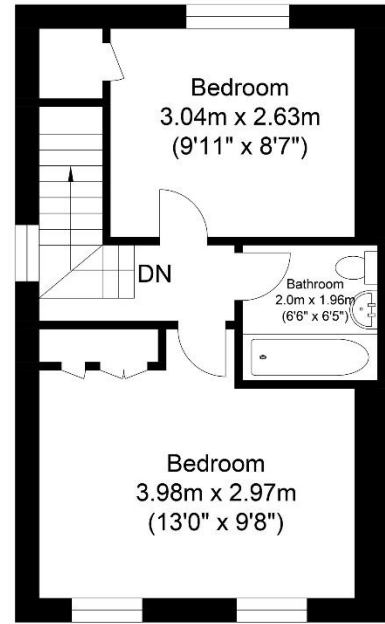 Bedroom
3.04m x 2.63m
(9'11" x 8'7")
DN
Bathroom
2.0m x 1.96m
(6'6" x 6'5")
Bedroom
3.98m x 2.97m
(13'0" x 9'8")